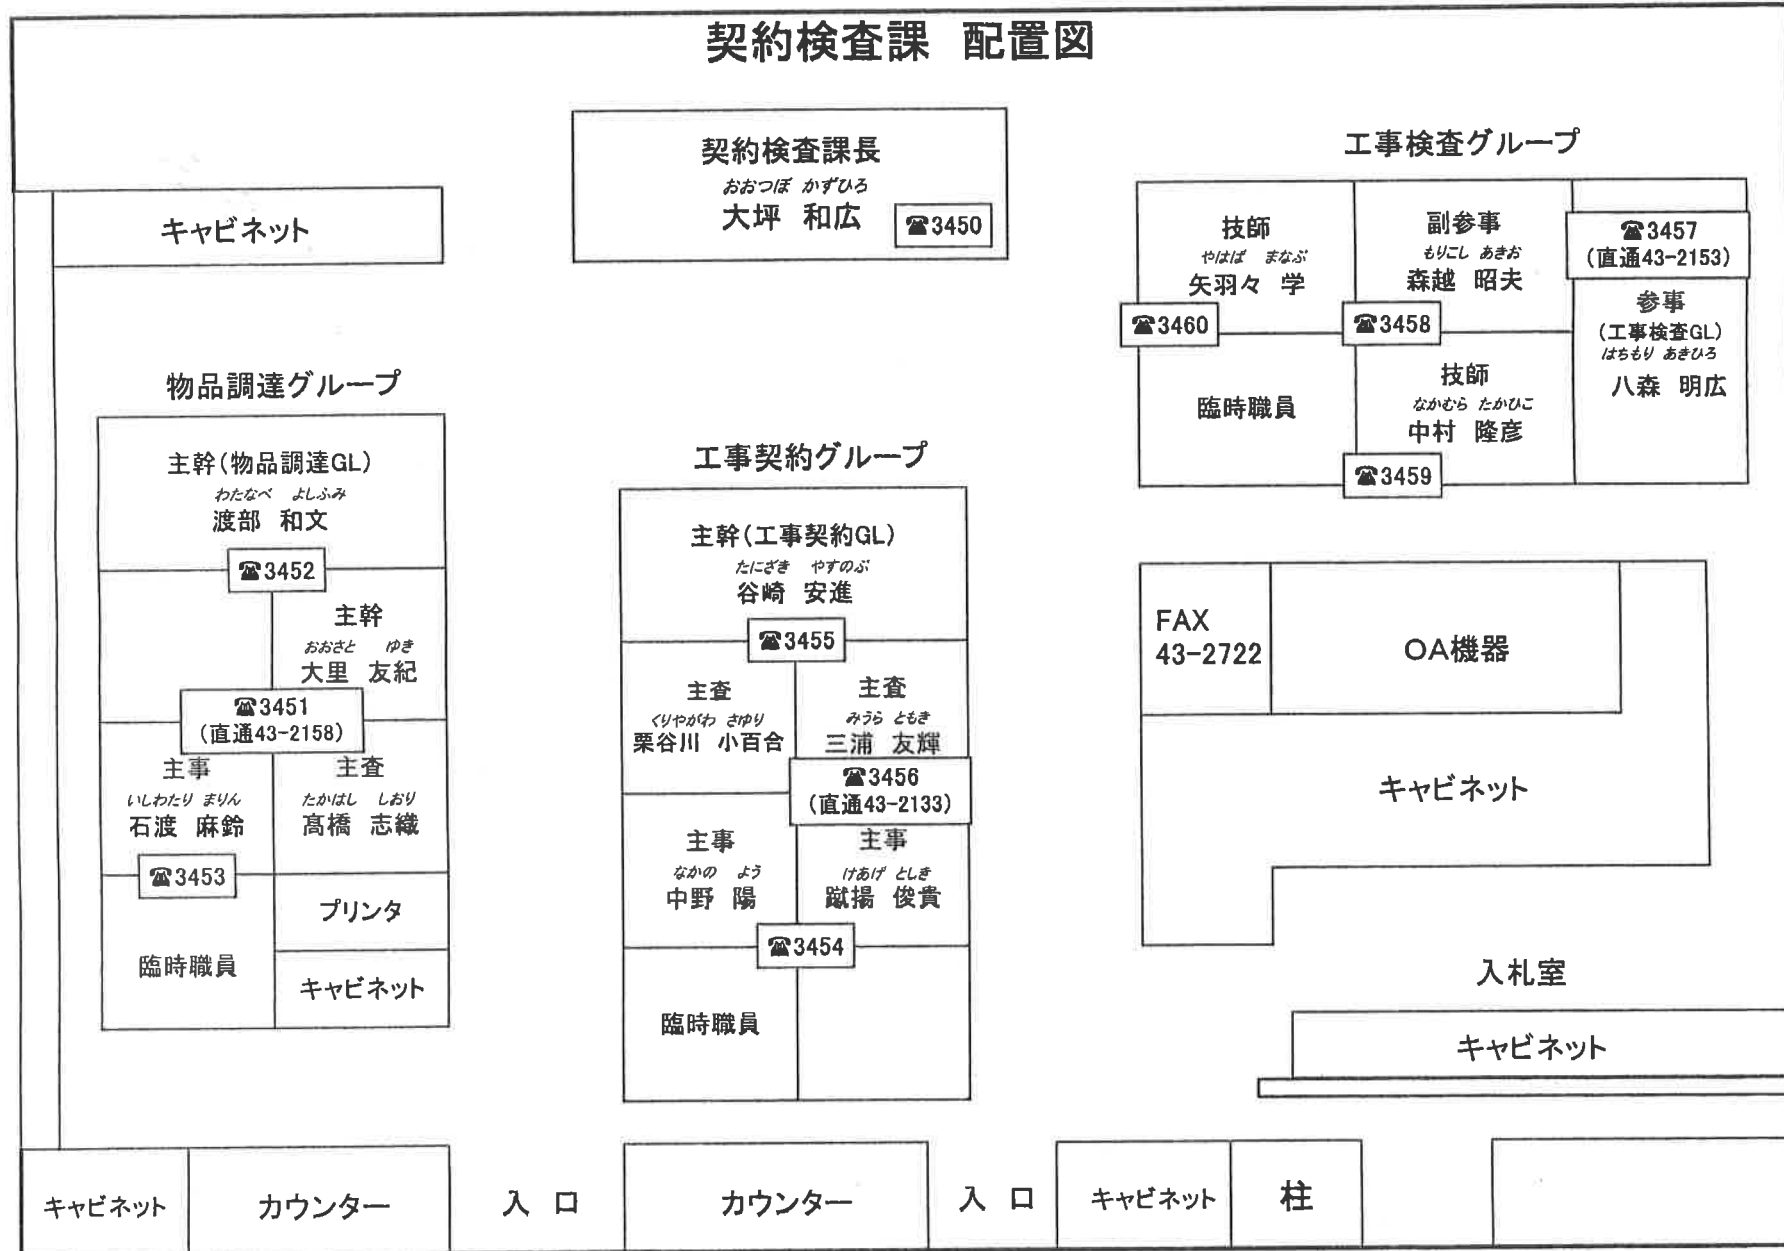 契約検査課 配置図
契約検査課長
おおつぼ かずひろ
大坪 和広
☎3450
キャビネット
工事検査グループ
技師
やはば まなぶ
矢羽々 学
☎3460
副参事
もりこし あきお
森越 昭夫
☎3458
☎3457
(直通43-2153)
参事
(工事検査GL)
はちもり あきひろ
八森 明広
臨時職員
技師
なかむら たかひこ
中村 隆彦
☎3459
物品調達グループ
主幹(物品調達GL)
わたなべ よしふみ
渡部 和文
☎3452
主幹
おおさと ゆき
大里 友紀
☎3451
(直通43-2158)
主事
いしわたり まりん
石渡 麻鈴
☎3453
主査
たかはし しおり
髙橋 志織
臨時職員
プリンタ
キャビネット
工事契約グループ
主幹(工事契約GL)
たにざき やすのぶ
谷崎 安進
☎3455
主査
くりやがわ さゆり
栗谷川 小百合
主査
みうら ともき
三浦 友輝
☎3456
(直通43-2133)
主事
なかの よう
中野 陽
主事
けあげ としき
蹴揚 俊貴
☎3454
臨時職員
FAX
43-2722
OA機器
キャビネット
入札室
キャビネット
キャビネット
カウンター
入 口
カウンター
入 口
キャビネット
柱